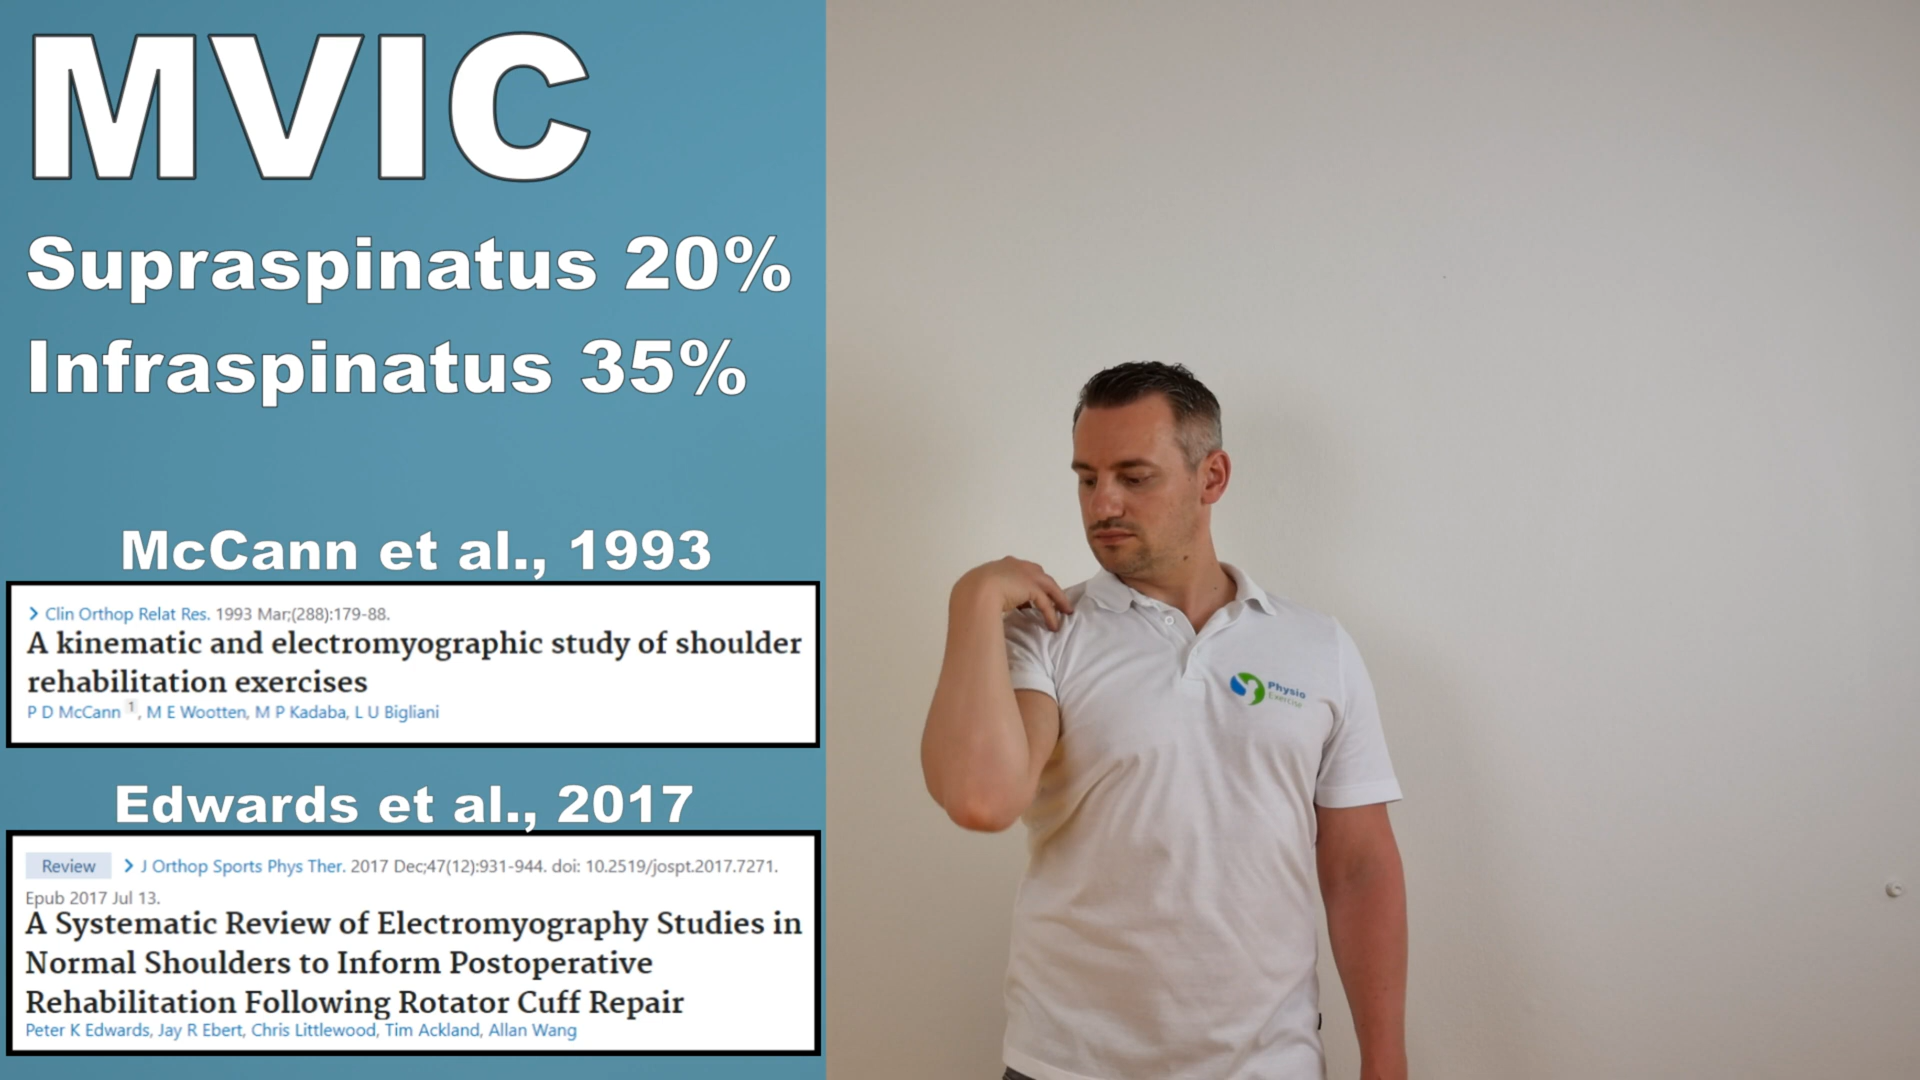 MVIC
Supraspinatus 20%
Infraspinatus 35%
McCann et al., 1993
> Clin Orthop Relat Res. 1993 Mar;(288):179-88.
A kinematic and electromyographic study of shoulder
rehabilitation exercises
P D McCann 1, M E Wootten, M P Kadaba, L U Bigliani
Edwards et al., 2017
Review > J Orthop Sports Phys Ther. 2017 Dec;47(12):931-944. doi: 10.2519/jospt.2017.7271.
Epub 2017 Jul 13.
A Systematic Review of Electromyography Studies in
Normal Shoulders to Inform Postoperative
Rehabilitation Following Rotator Cuff Repair
Peter K Edwards, Jay R Ebert, Chris Littlewood, Tim Ackland, Allan Wang
Physio
Exercise